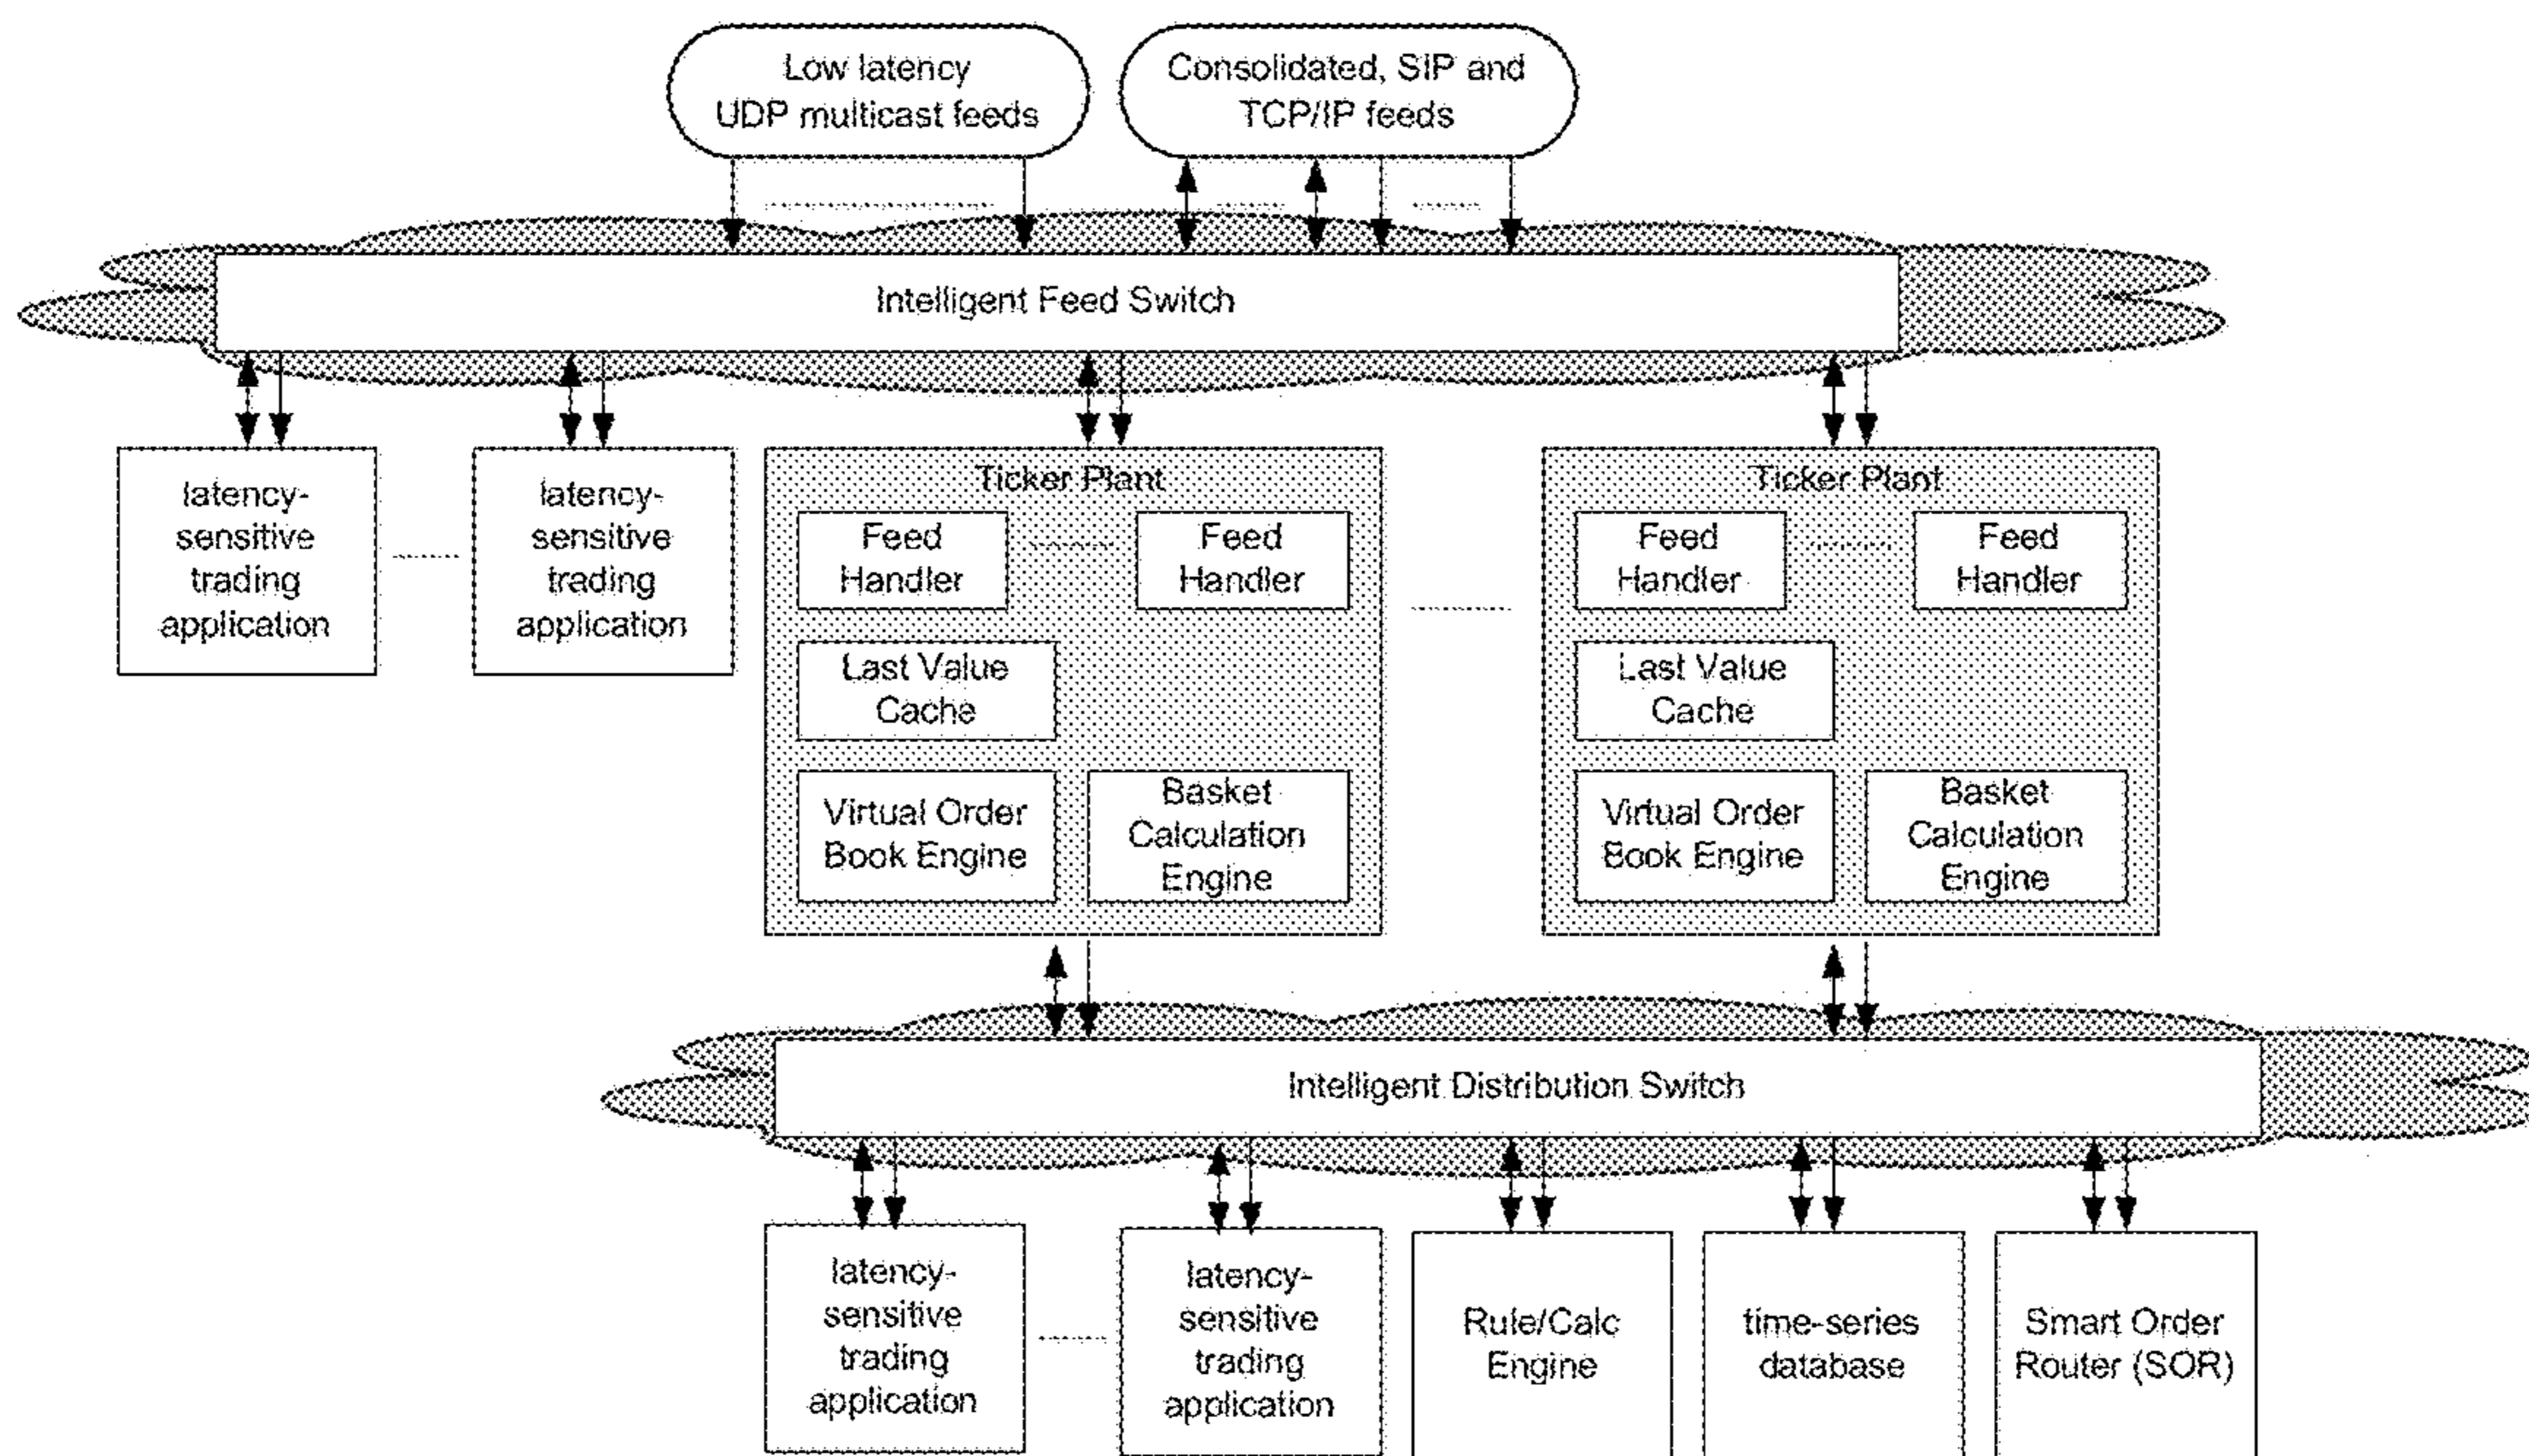 Low latency
UDP multicast feeds
Consolidated, SIP and
TCP/IP feeds
Intelligent Feed Switch
latency-
sensitive
trading
application
latency-
sensitive
trading
application
Ticker Plant
Feed
Handler
Feed
Handler
Last Value
Cache
Virtual Order
Book Engine
Basket
Calculation
Engine
Ticker Plant
Feed
Handler
Feed
Handler
Last Value
Cache
Virtual Order
Book Engine
Basket
Calculation
Engine
Intelligent Distribution Switch
latency-
sensitive
trading
application
latency-
sensitive
trading
application
Rule/Calc
Engine
time-series
database
Smart Order
Router (SOR)